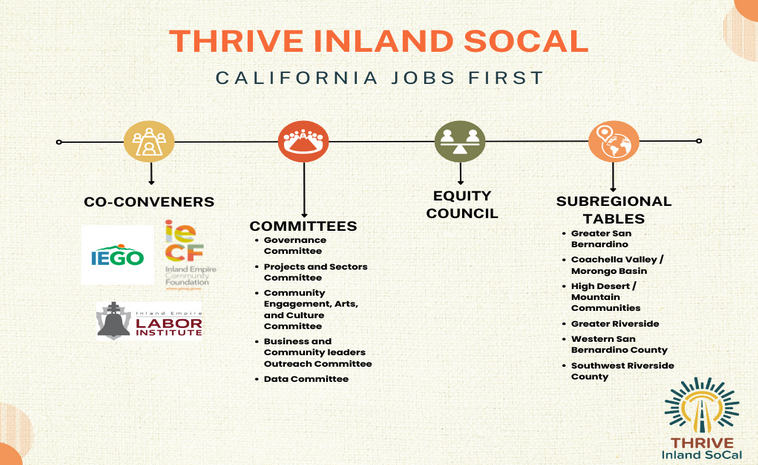 THRIVE INLAND SOCAL
CALIFORNIA JOBS FIRST
CO-CONVENERS
IEGO
ie
CF
Inland Empire
Community
Foundation
Inland Empire
LABOR
INSTITUTE
COMMITTEES
• Governance
Committee
• Projects and Sectors
Committee
• Community
Engagement, Arts,
and Culture
Committee
• Business and
Community leaders
Outreach Committee
• Data Committee
EQUITY
COUNCIL
SUBREGIONAL
TABLES
• Greater San
Bernardino
• Coachella Valley /
Morongo Basin
• High Desert /
Mountain
Communities
• Greater Riverside
• Western San
Bernardino County
• Southwest Riverside
County
THRIVE
Inland SoCal